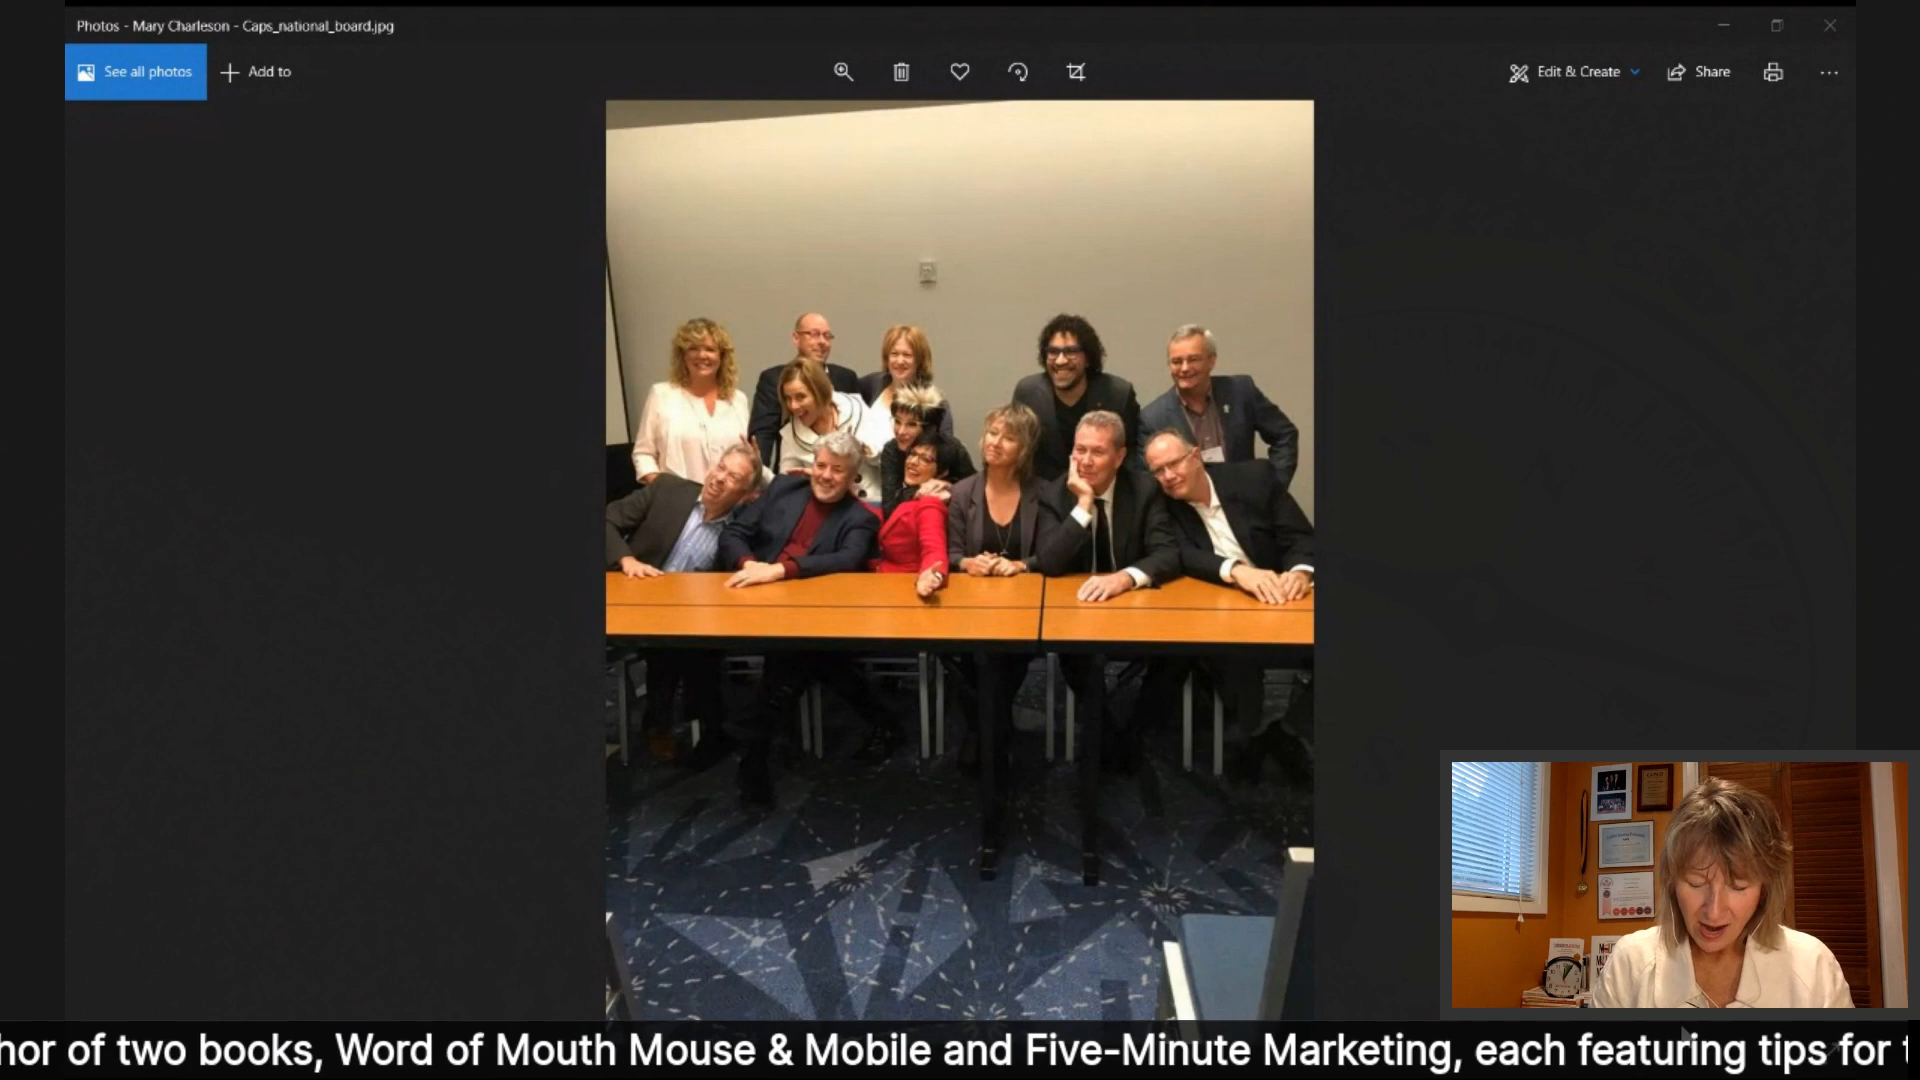 Photos - Mary Charleson - Caps_national_board.jpg
See all photos
Add to
Edit & Create
Share
hor of two books, Word of Mouth Mouse & Mobile and Five-Minute Marketing, each featuring tips for t